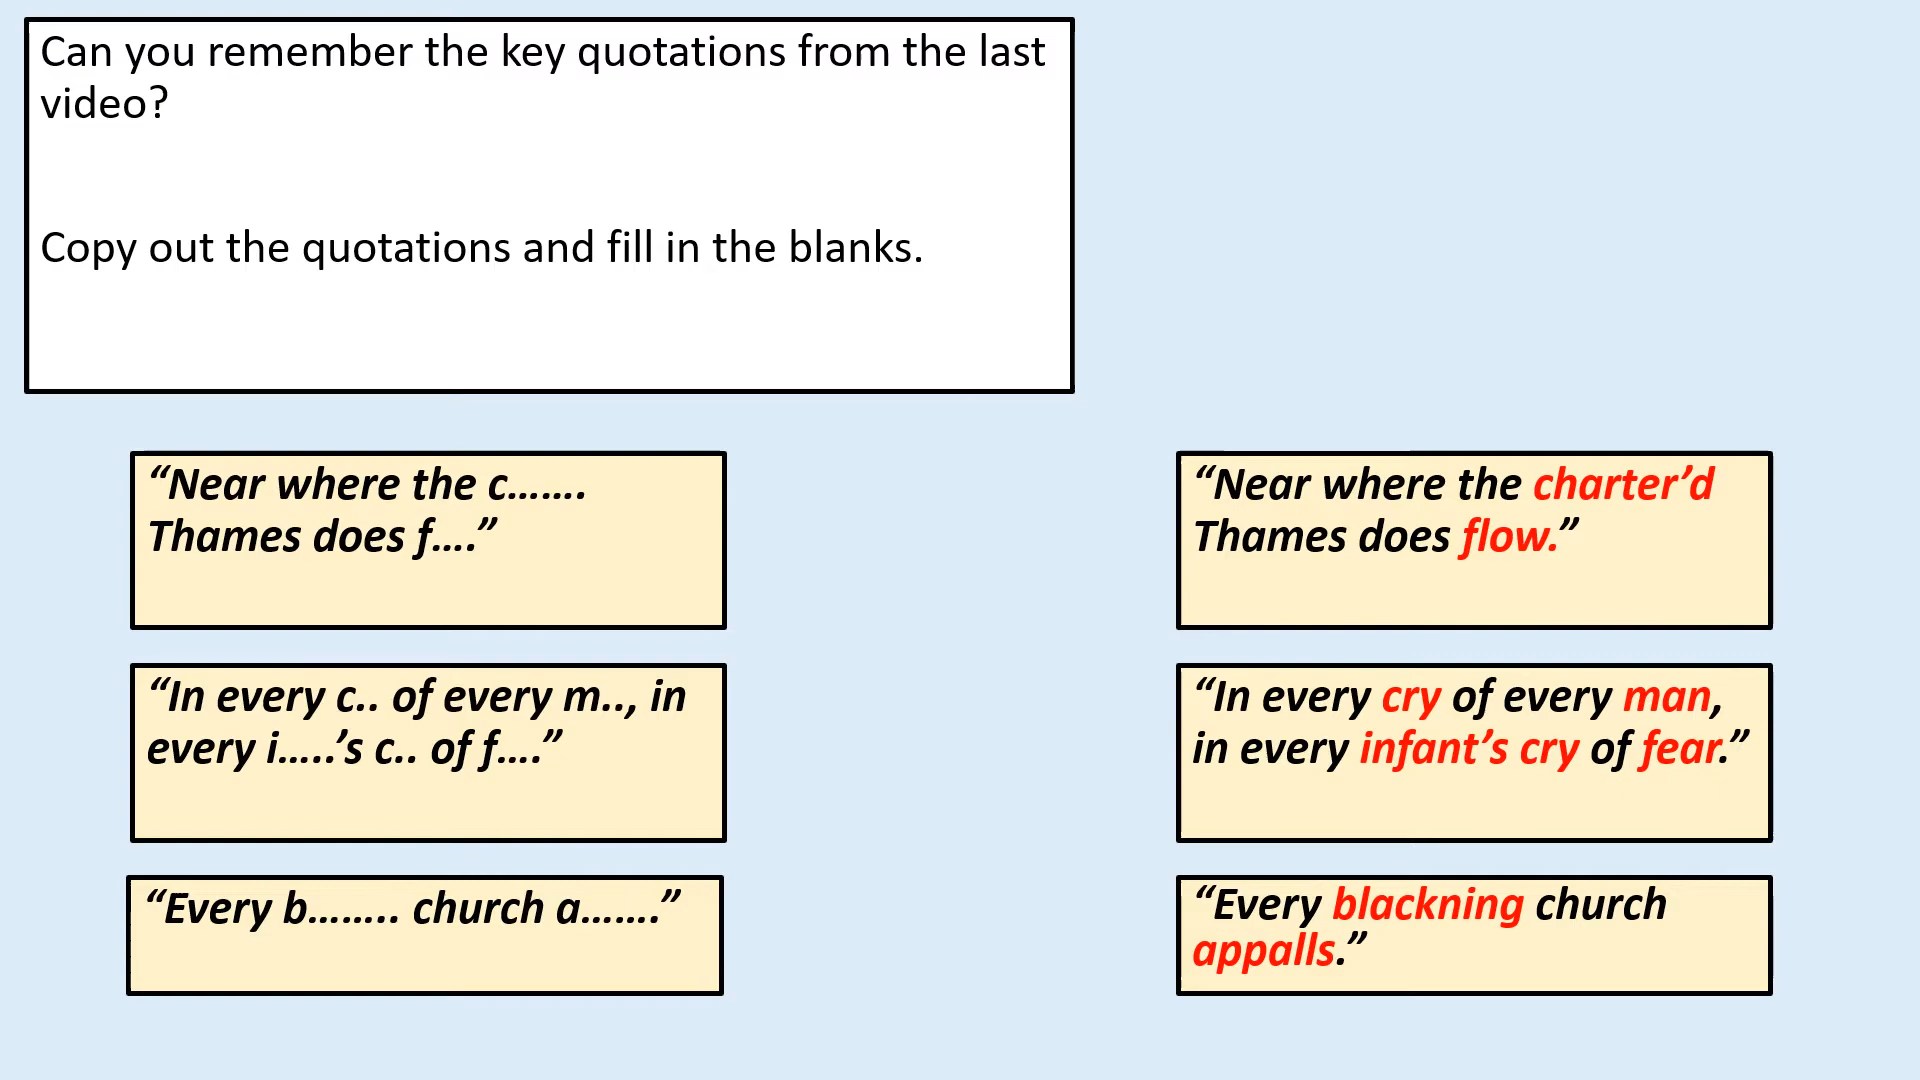 Can you remember the key quotations from the last
video?
Copy out the quotations and fill in the blanks.
“Near where the c.......
Thames does f....”
“Near where the charter’d
Thames does flow.”
“In every c.. of every m.., in
every i.....’s c.. of f....”
“In every cry of every man,
in every infant’s cry of fear.”
“Every b........ church a.......”
“Every blackning church
appalls.”